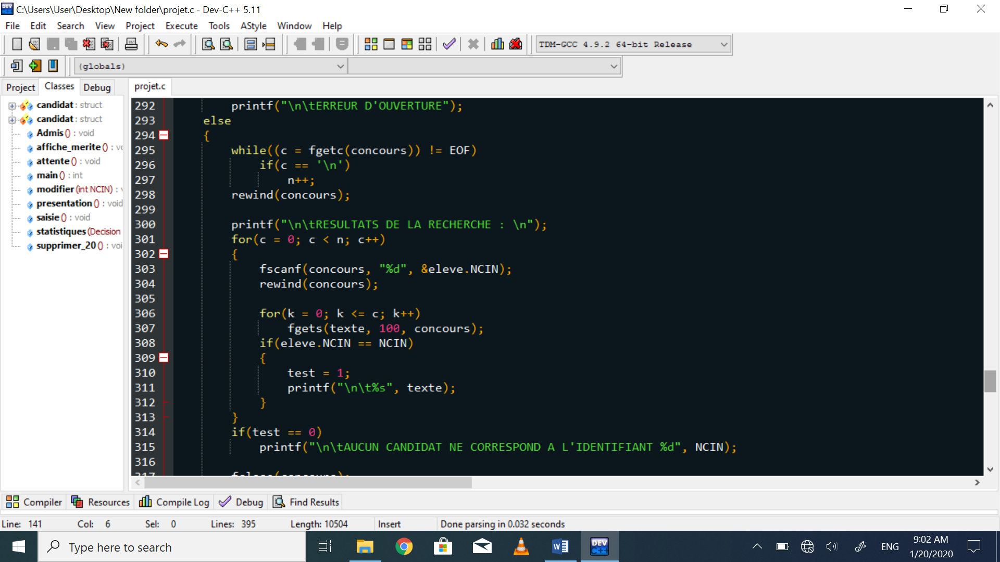 C:\Users\User\Desktop\New folder\projet.c - Dev-C++ 5.11
File Edit Search View Project Execute Tools AStyle Window Help
TDM-GCC 4.9.2 64-bit Release
(globals)
Project Classes Debug
projet.c
candidat : struct
candidat : struct
Admis () : void
affiche_merite () : vo
attente () : void
main () : int
modifier (int NCIN) :
presentation () : void
saisie () : void
statistiques (Decision
supprimer_20 () : voi
292 printf("\n\tERREUR D'OUVERTURE");
293 else
294 {
295 while((c = fgetc(concours)) != EOF)
296 if(c == '\n')
297 n++;
298 rewind(concours);
299
300 printf("\n\tRESULTATS DE LA RECHERCHE : \n");
301 for(c = 0; c < n; c++)
302 {
303 fscanf(concours, "%d", &eleve.NCIN);
304 rewind(concours);
305
306 for(k = 0; k <= c; k++)
307 fgets(texte, 100, concours);
308 if(eleve.NCIN == NCIN)
309 {
310 test = 1;
311 printf("\n\t%s", texte);
312 }
313 }
314 if(test == 0)
315 printf("\n\tAUCUN CANDIDAT NE CORRESPOND A L'IDENTIFIANT %d", NCIN);
316
317 fclose(concours);
Compiler Resources Compile Log Debug Find Results
Line: 141 Col: 6 Sel: 0 Lines: 395 Length: 10504 Insert Done parsing in 0.032 seconds
Type here to search
DEV C++
ENG
9:02 AM
1/20/2020